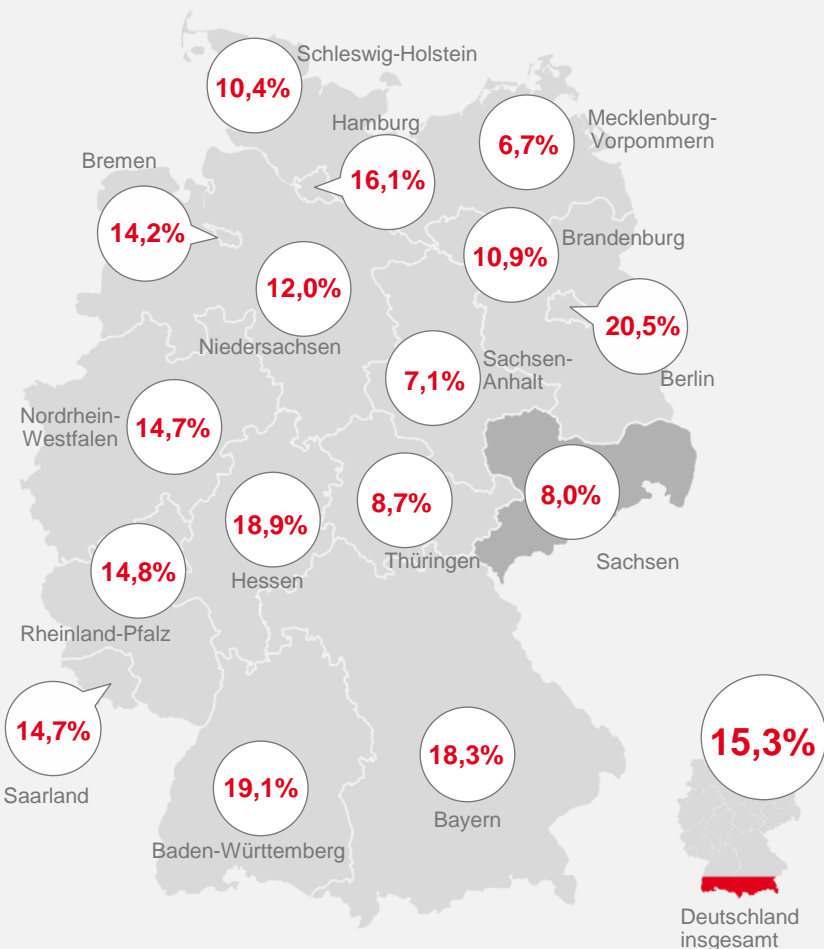 Schleswig-Holstein
10,4%
Hamburg
16,1%
Mecklenburg-
Vorpommern
6,7%
Bremen
14,2%
Brandenburg
10,9%
12,0%
Niedersachsen
20,5%
Berlin
Sachsen-
Anhalt
7,1%
Nordrhein-
Westfalen
14,7%
18,9%
Hessen
8,7%
Thüringen
8,0%
Sachsen
14,8%
Rheinland-Pfalz
14,7%
Saarland
19,1%
Baden-Württemberg
18,3%
Bayern
15,3%
Deutschland
insgesamt